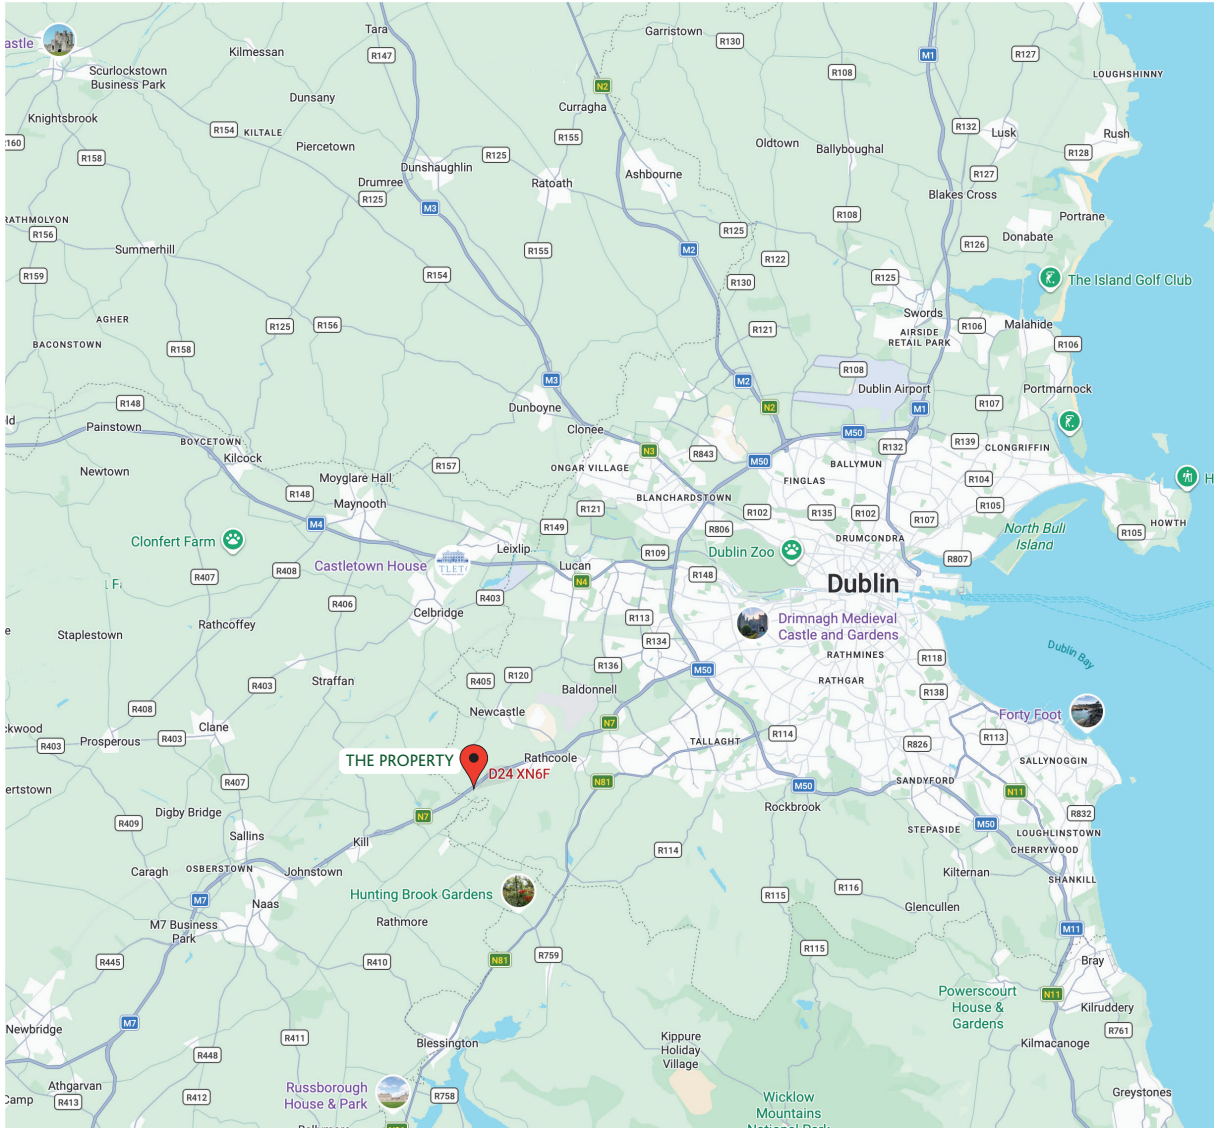 Tara
Garristown
R130
M1
R127
astle
Kilmessan
R147
Scurlockstown
Business Park
R108
LOUGHSHINNY
N2
Dunsany
Curragha
Knightsbrook
R154
KILTALE
R155
R132
Lusk
Rush
R160
Piercetown
Oldtown
Ballyboughal
R158
R125
R128
Dunshaughlin
Ashbourne
R127
Drumree
Ratoath
R125
Blakes Cross
M3
R108
Portrane
RATHMOLYON
R156
R125
Donabate
Summerhill
R155
M2
R126
R122
R159
R154
R130
R125
The Island Golf Club
Swords
AGHER
R125
R156
R121
AIRSIDE
RETAIL PARK
R106
Malahide
BACONSTOWN
R158
R106
R108
M3
M2
Dublin Airport
Portmarnock
R148
Dunboyne
N2
M1
R107
ld
Painstown
Clonee
M50
BOYCETOWN
R132
R139
CLONGRIFFIN
Kilcock
N3
R843
M50
BALLYMUN
Newtown
R157
ONGAR VILLAGE
Moyglare Hall
FINGLAS
R104
H
R148
Maynooth
BLANCHARDSTOWN
R121
R102
R135
R102
R105
M4
R149
R806
R107
North Bull
Island
HOWTH
R105
Clonfert Farm
DRUMCONDRA
Leixlip
R109
Dublin Zoo
R807
Castletown House
TLET
Lucan
R407
R408
N4
R148
Dublin
L Fi
R406
R403
Celbridge
R113
Drimnagh Medieval
Castle and Gardens
e
Staplestown
Rathcoffey
R134
Dublin Bay
RATHMINES
R118
R136
M50
Straffan
R405
R120
RATHGAR
R403
Baldonnell
R138
R408
Newcastle
Forty Foot
ckwood
Clane
N7
R403
Prosperous
R403
TALLAGHT
R114
R826
R113
THE PROPERTY
Rathcoole
SALLYNOGGIN
D24 XN6F
R407
N81
SANDYFORD
ertstown
M50
N11
Digby Bridge
Rockbrook
R409
N7
R832
Sallins
M50
STEPASIDE
LOUGHLINSTOWN
Kill
R114
CHERRYWOOD
Caragh
OSBERSTOWN
Johnstown
Kilternan
SHANKILL
R116
Hunting Brook Gardens
R115
M7
Naas
Glencullen
M7 Business
Park
Rathmore
M11
R115
R445
R410
N81
R759
Bray
Powerscourt
House &
Gardens
N11
Kilruddery
Newbridge
M7
R761
R411
Blessington
Kippure
Holiday
Village
Kilmacanoge
R448
Athgarvan
Russborough
House & Park
Greystones
Camp
R413
R412
R758
Wicklow
Mountains
National Park